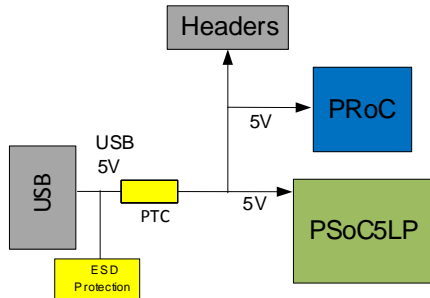 Headers
5V
PRoC
USB
5V
USB
PTC
5V
PSoC5LP
ESD
Protection